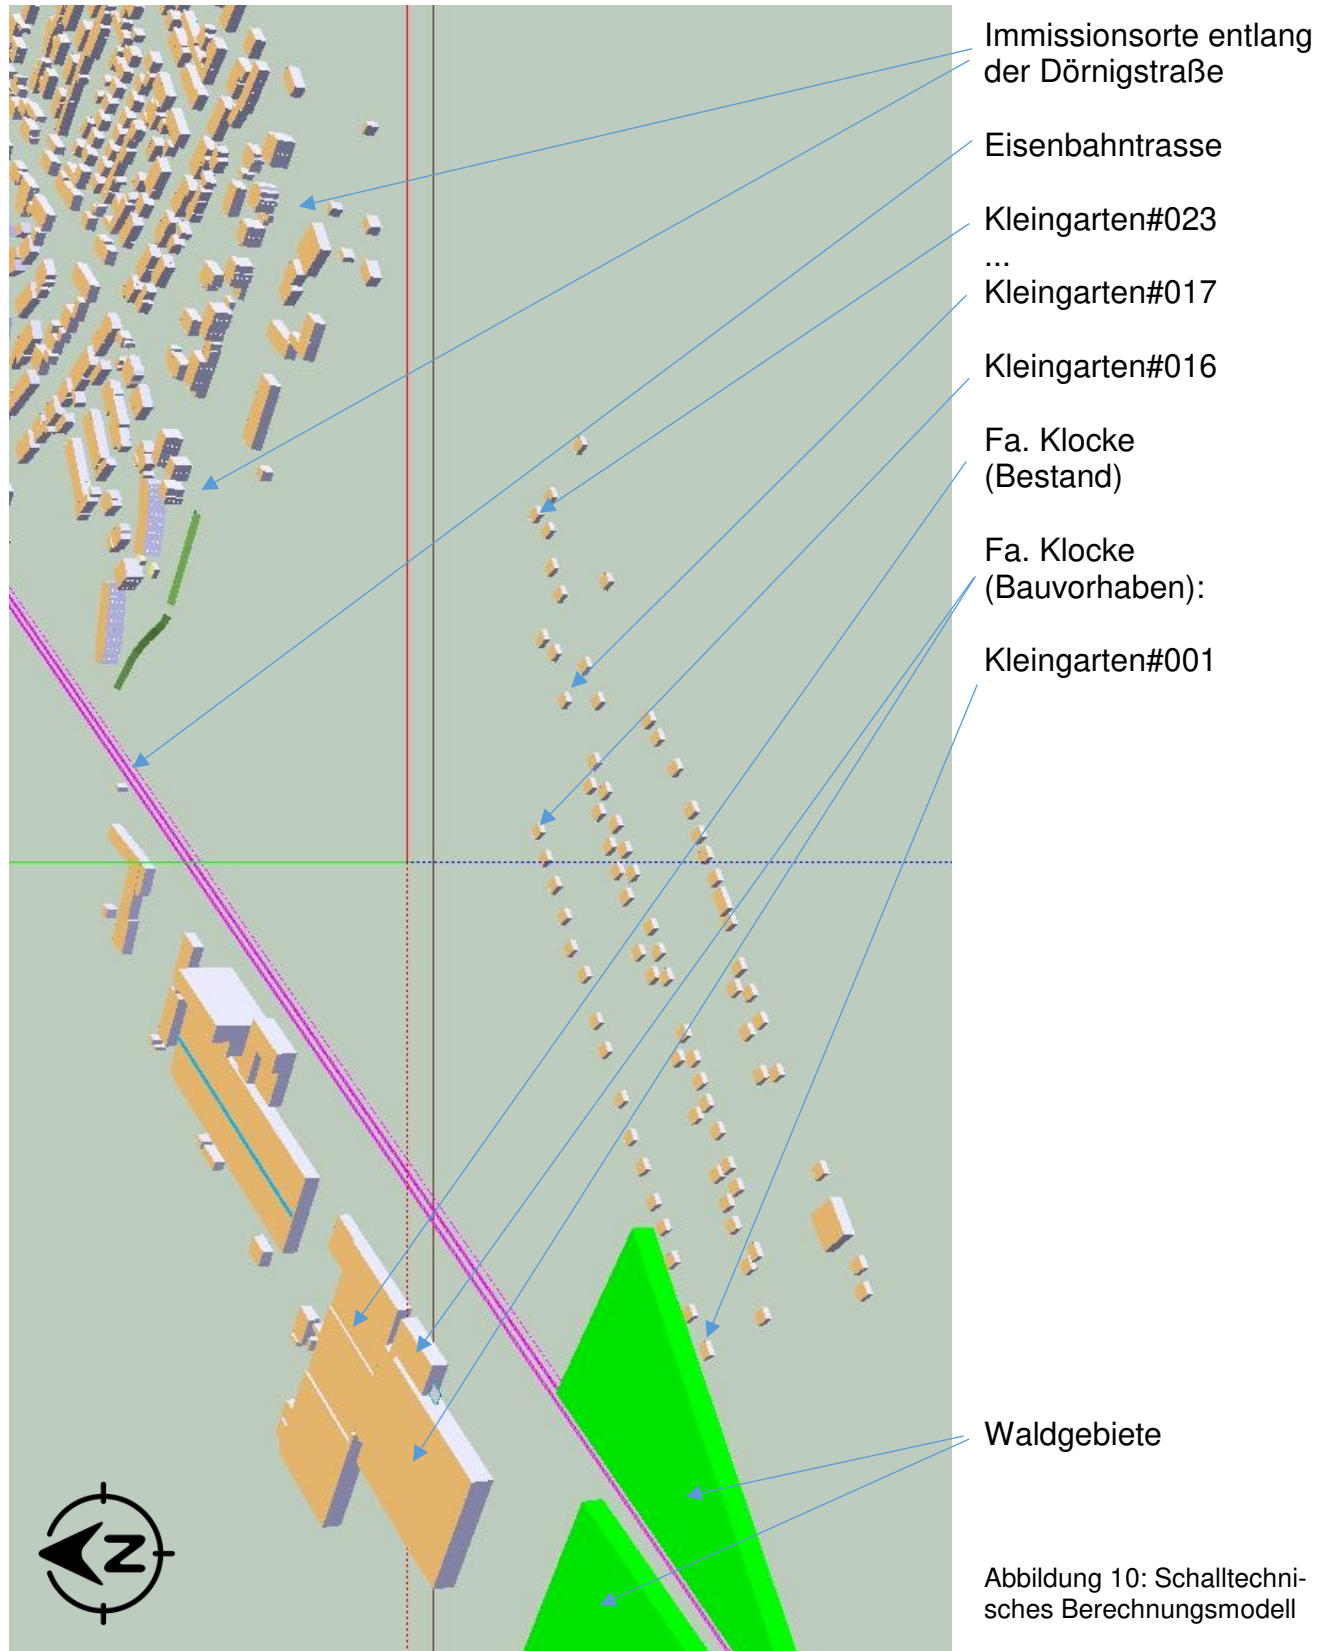 Immissionsorte entlang
der Dörnigstraße
Eisenbahntrasse
Kleingarten#023
...
Kleingarten#017
Kleingarten#016
Fa. Klocke
(Bestand)
Fa. Klocke
(Bauvorhaben):
Kleingarten#001
Waldgebiete
N
Abbildung 10: Schalltechni-
sches Berechnungsmodell